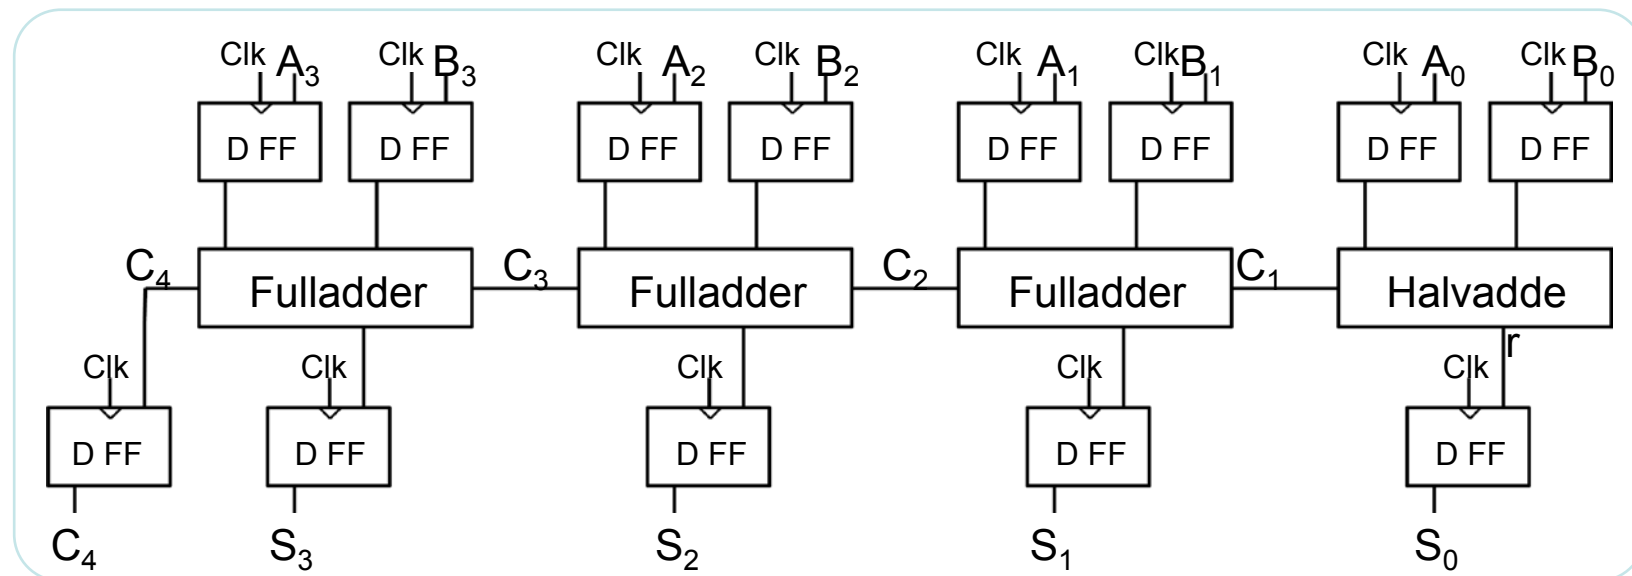 Clk A₃ Clk B₃ Clk A₂ Clk B₂ Clk A₁ Clk B₁ Clk A₀ Clk B₀
D FF D FF D FF D FF D FF D FF D FF D FF
C₄ Fulladder C₃ Fulladder C₂ Fulladder C₁ Halvadde
r
Clk Clk Clk Clk Clk
D FF D FF D FF D FF D FF
C₄ S₃ S₂ S₁ S₀